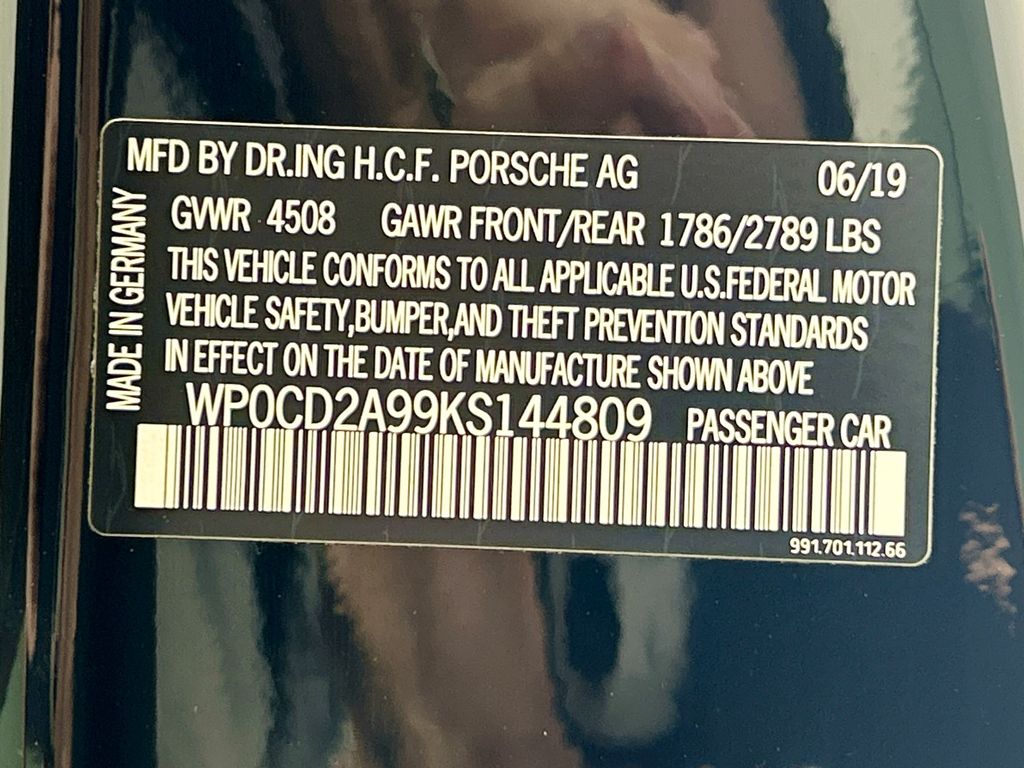 MFD BY DR.ING H.C.F. PORSCHE AG 06/19
GVWR 4508 GAWR FRONT/REAR 1786/2789 LBS
THIS VEHICLE CONFORMS TO ALL APPLICABLE U.S.FEDERAL MOTOR
VEHICLE SAFETY,BUMPER,AND THEFT PREVENTION STANDARDS
IN EFFECT ON THE DATE OF MANUFACTURE SHOWN ABOVE
WP0CD2A99KS144809 PASSENGER CAR
991.701.112.66
MADE IN GERMANY